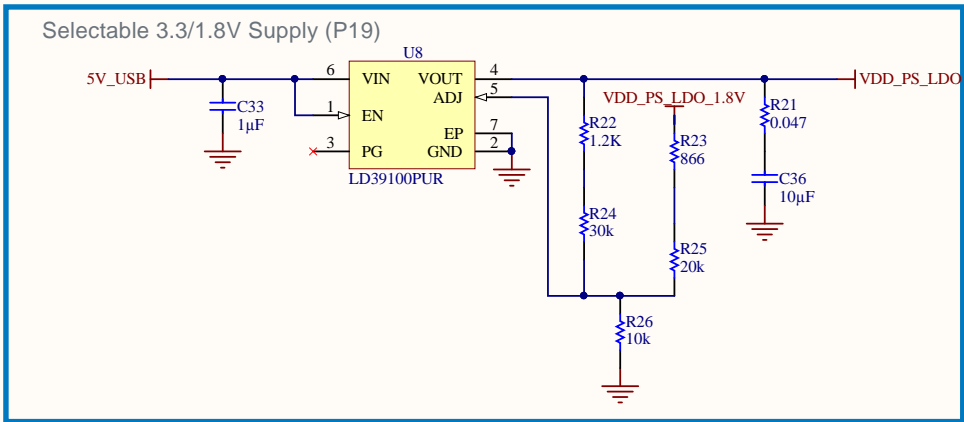 Selectable 3.3/1.8V Supply (P19)
U8
5V_USB
6
VIN
VOUT
4
VDD_PS_LDO
ADJ
5
VDD_PS_LDO_1.8V
C33
1µF
1
EN
EP
7
3
PG
GND
2
LD39100PUR
R22
1.2K
R23
866
R21
0.047
C36
10µF
R24
30k
R25
20k
R26
10k